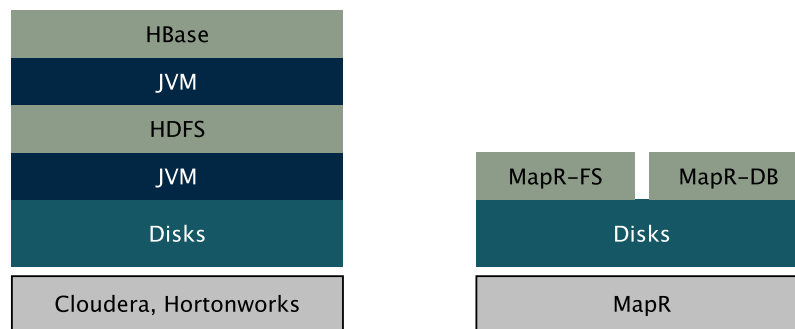 HBase
JVM
HDFS
JVM
Disks
Cloudera, Hortonworks
MapR-FS
MapR-DB
Disks
MapR